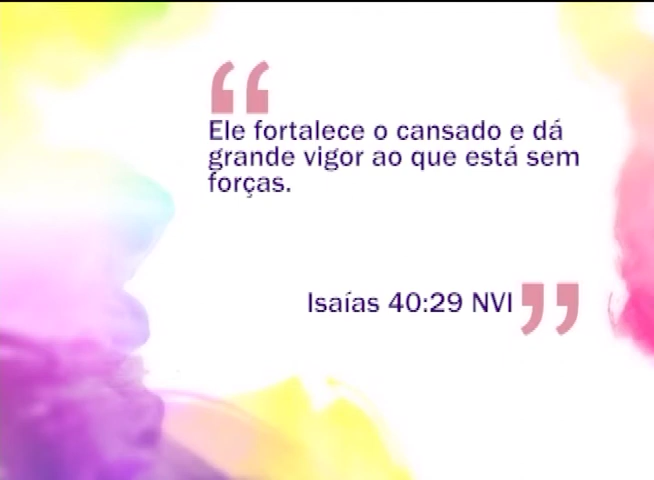 “
Ele fortalece o cansado e dá
grande vigor ao que está sem
forças.
Isaías 40:29 NVI ”